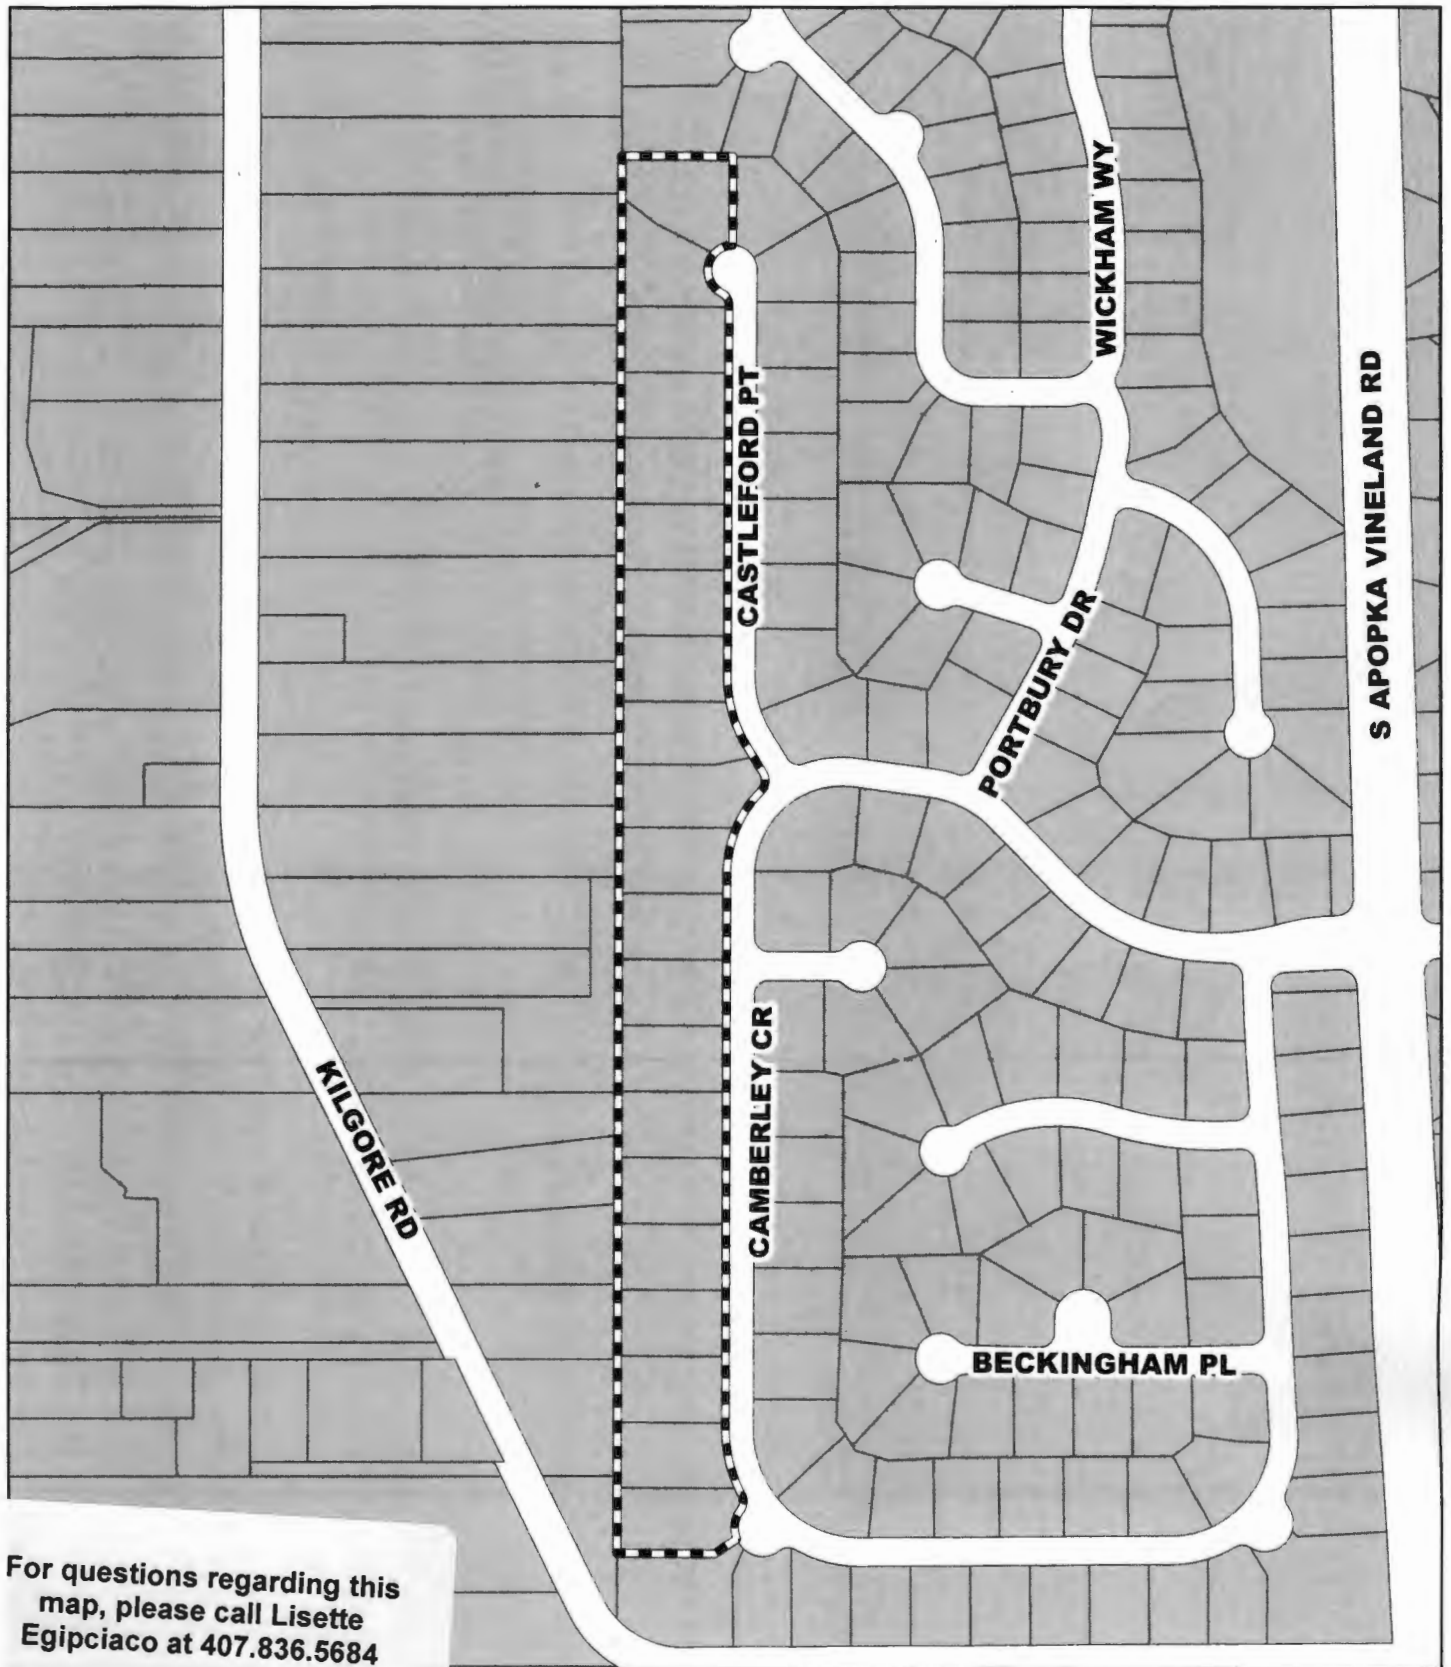 WICKHAM WY
CASTLEFORD PT
S APOPKA VINELAND RD
PORTBURY DR
KILGORE RD
CAMBERLEY CR
BECKINGHAM PL
For questions regarding this
map, please call Lisette
Egipciaco at 407.836.5684